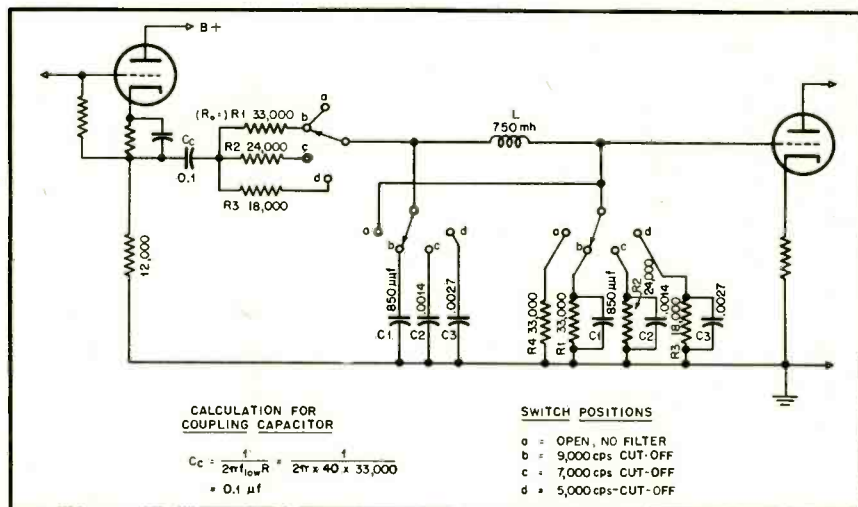 B+
a
L
750 mh
(Ro=) R1 33,000
b
Cc
R2 24,000
c
0.1
d
R3 18,000
12,000
a
b
c
d
850 μμf
.0014
.0027
C1
C2
C3
a
b
c
d
R4 33,000
R1 33,000
C1
850 μμf
R2
24,000
C2
.0014
R3 18,000
C3
.0027
CALCULATION FOR
COUPLING CAPACITOR
Cc = 1 / 2πf low R = 1 / 2π x 40 x 33,000
= 0.1 μf
SWITCH POSITIONS
a = OPEN, NO FILTER
b = 9,000 cps CUT-OFF
c = 7,000 cps CUT-OFF
d = 5,000 cps-CUT-OFF